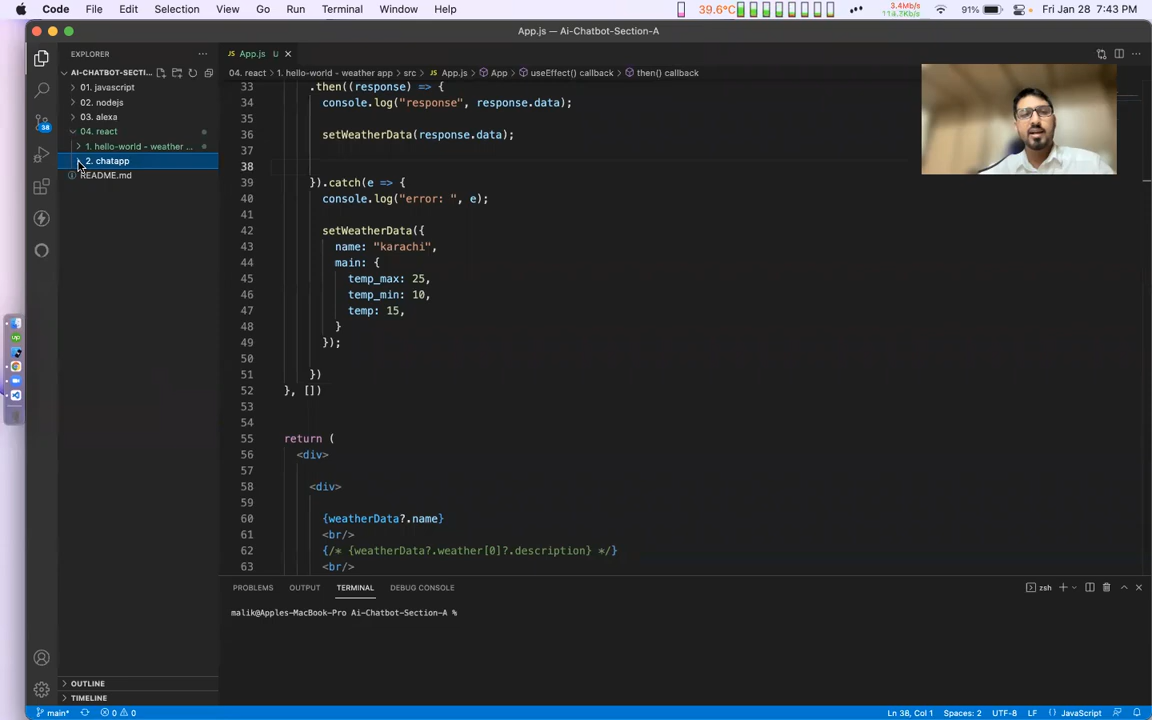 Code File Edit Selection View Go Run Terminal Window Help
39.6°C
3.4Mb/s
91%
Fri Jan 28 7:43 PM
App.js — Ai-Chatbot-Section-A
EXPLORER
App.js U
AI-CHATBOT-SECTI...
04. react > 1. hello-world - weather app > src > App.js > App > useEffect() callback > then() callback
01. javascript
02. nodejs
03. alexa
04. react
1. hello-world - weather ...
2. chatapp
README.md
33 .then((response) => {
34 console.log("response", response.data);
35
36 setWeatherData(response.data);
37
38
39 }).catch(e => {
40 console.log("error: ", e);
41
42 setWeatherData({
43 name: "karachi",
44 main: {
45 temp_max: 25,
46 temp_min: 10,
47 temp: 15,
48 }
49 });
50
51 })
52 }, [])
53
54
55 return (
56 <div>
57
58 <div>
59
60 {weatherData?.name}
61 <br/>
62 {/* {weatherData?.weather[0]?.description} */}
63 <br/>
38
PROBLEMS OUTPUT TERMINAL DEBUG CONSOLE
zsh
malik@Apples-MacBook-Pro Ai-Chatbot-Section-A %
OUTLINE
TIMELINE
main* 0 0
Ln 38, Col 1 Spaces: 2 UTF-8 LF {} JavaScript